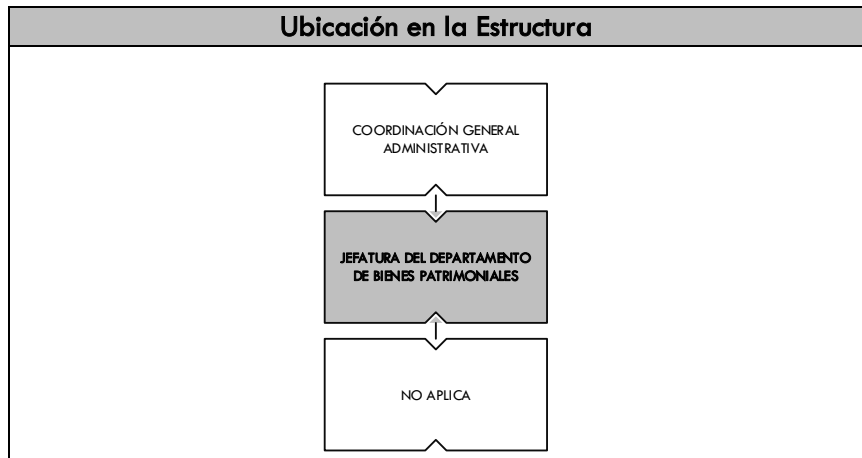 Ubicación en la Estructura
COORDINACIÓN GENERAL
ADMINISTRATIVA
JEFATURA DEL DEPARTAMENTO
DE BIENES PATRIMONIALES
NO APLICA